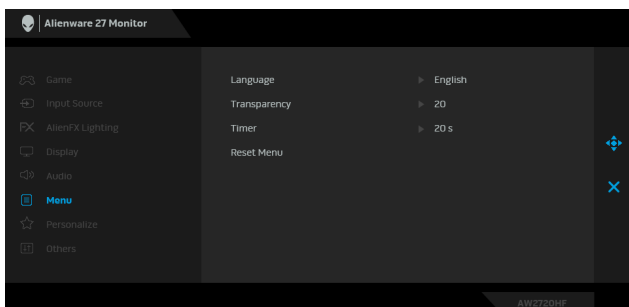 Alienware 27 Monitor
Game
Input Source
AlienFX Lighting
Display
Audio
Menu
Personalize
Others
Language English
Transparency 20
Timer 20 s
Reset Menu
AW2720HF